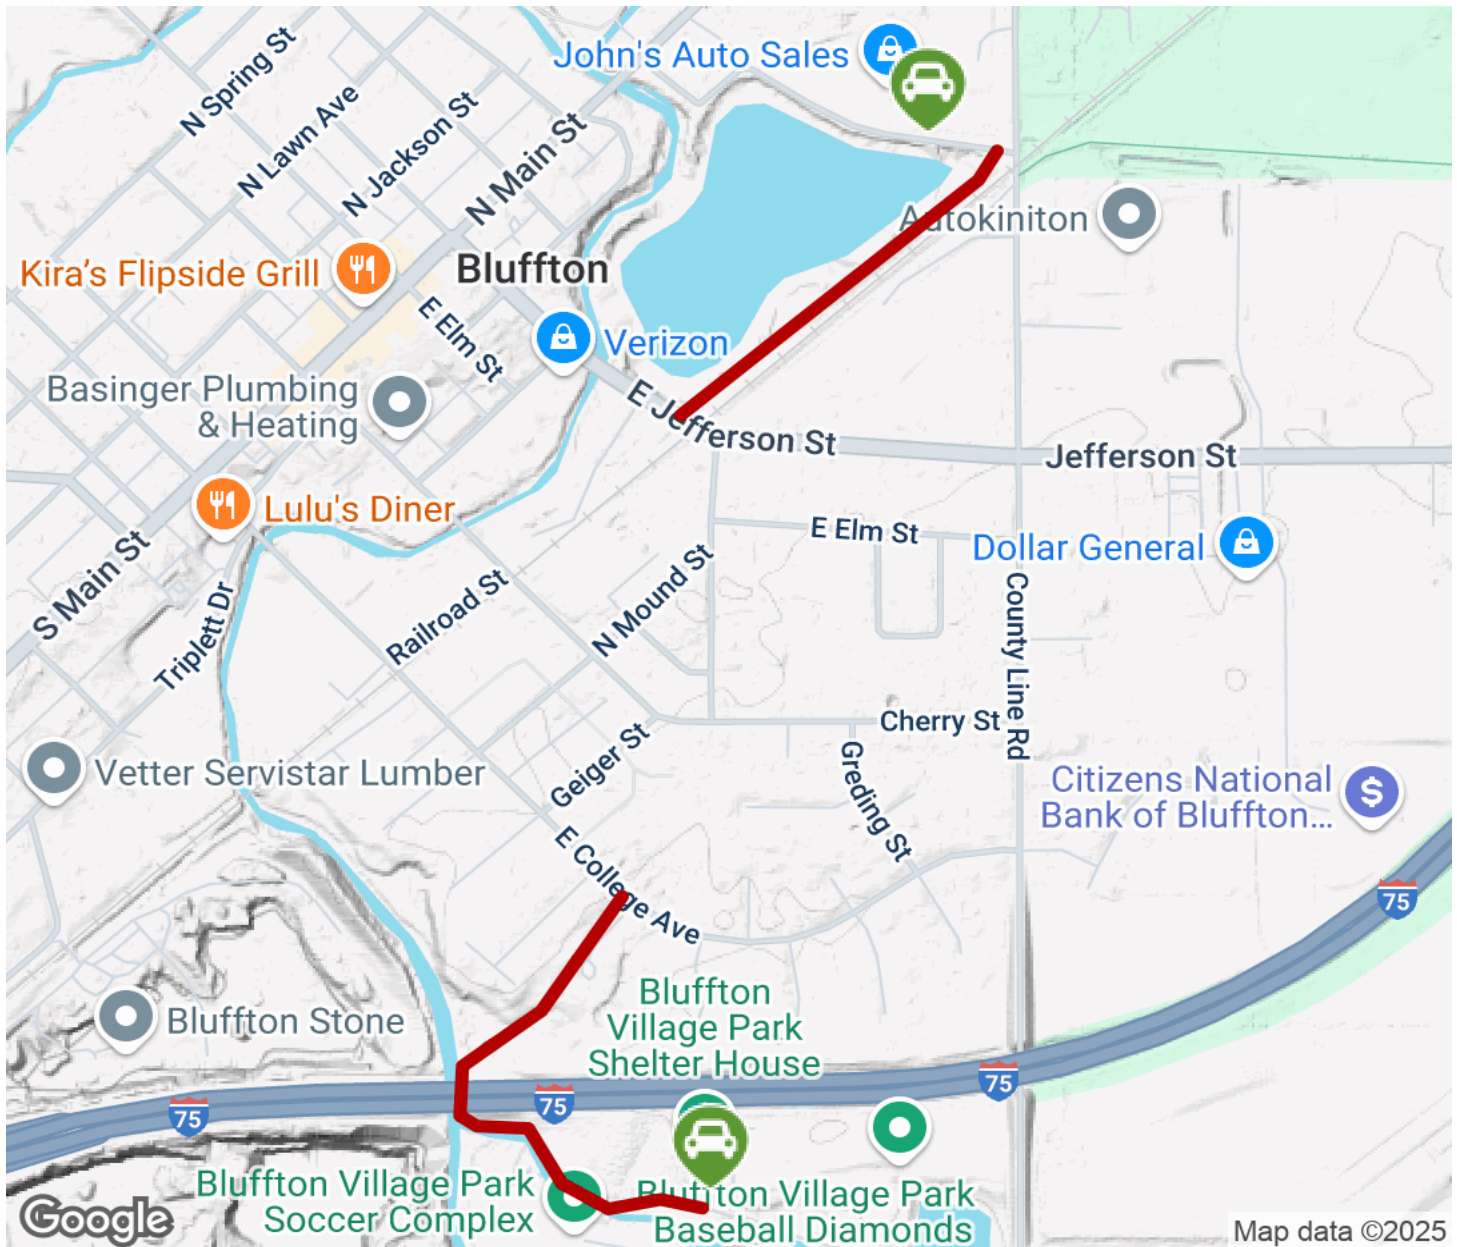 John's Auto Sales
N Spring St
N Lawn Ave
N Jackson St
N Main St
Autokiniton
Kira's Flipside Grill
Bluffton
E Elm St
Verizon
Basinger Plumbing
& Heating
E Jefferson St
Jefferson St
Lulu's Diner
E Elm St
Dollar General
S Main St
Triplett Dr
Railroad St
N Mound St
County Line Rd
Cherry St
Geiger St
Greding St
Vetter Servistar Lumber
Citizens National
Bank of Bluffton...
E College Ave
75
Bluffton Stone
Bluffton
Village Park
Shelter House
75
75
75
Bluffton Village Park
Soccer Complex
Bluffton Village Park
Baseball Diamonds
Google
Map data ©2025